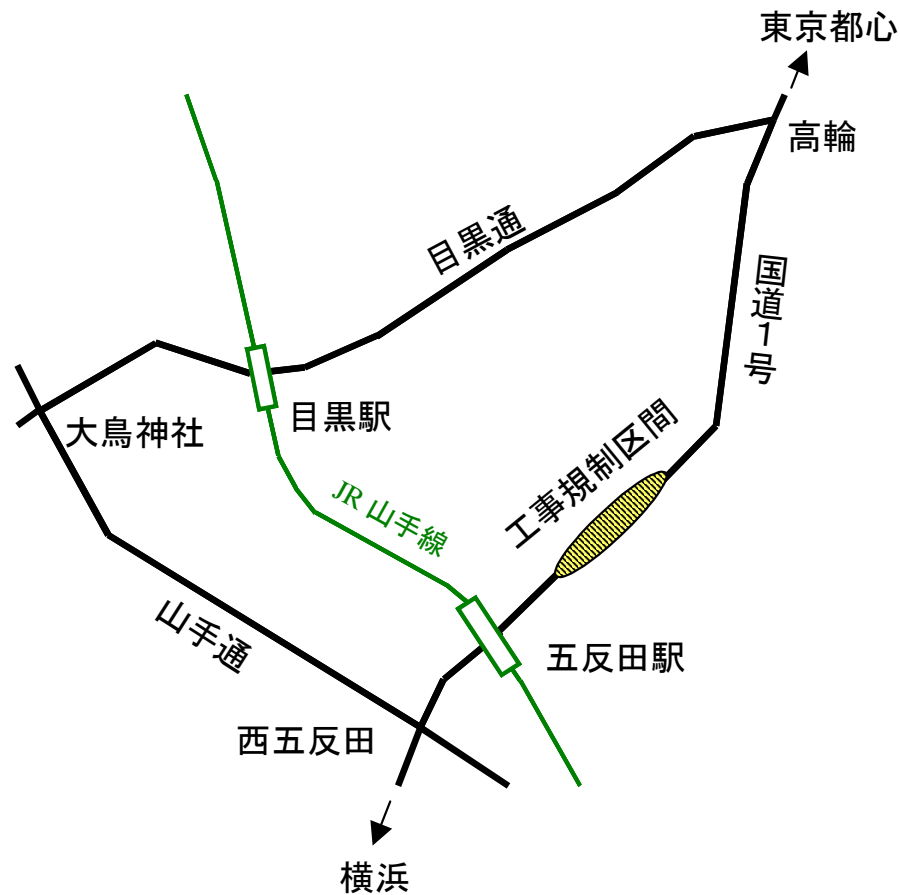 東京都心
高輪
目黒通
国道1号
目黒駅
大鳥神社
工事規制区間
JR 山手線
山手通
五反田駅
西五反田
横浜